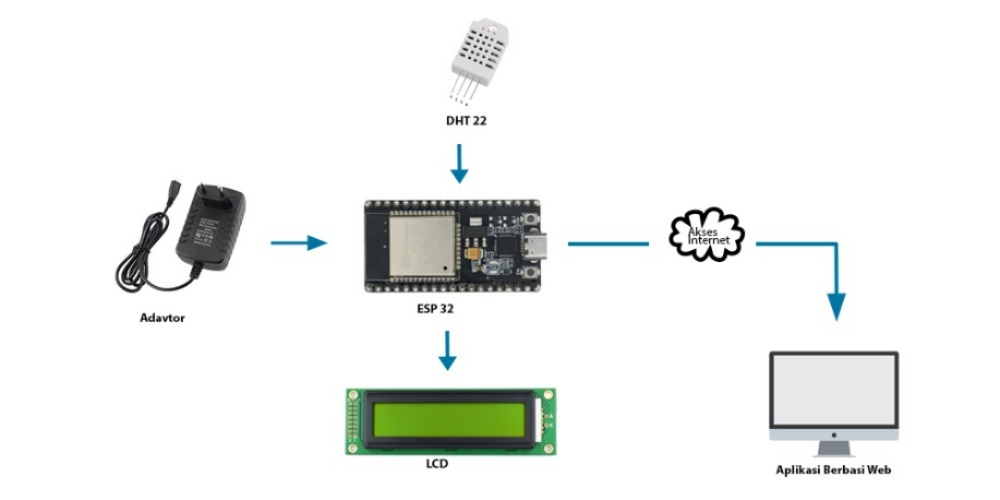 DHT 22
Akses
Internet
ESP 32
Adavtor
LCD
Aplikasi Berbasi Web